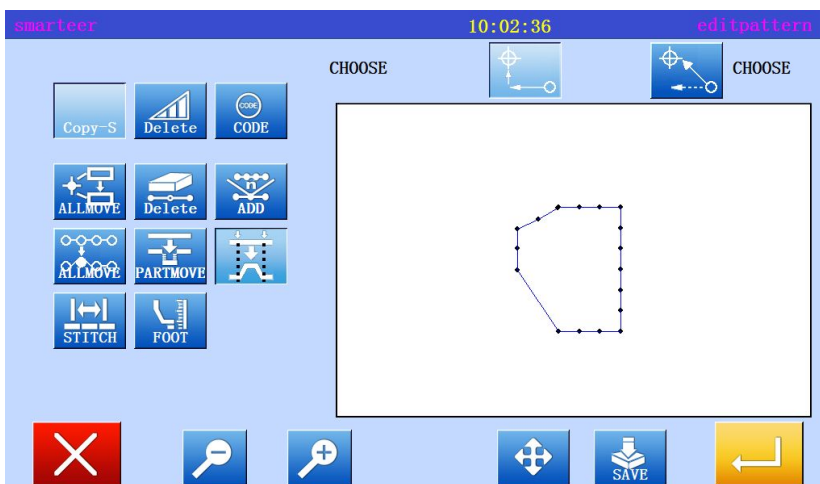 smarteer 10:02:36 editpattern
CHOOSE CHOOSE
Copy-S Delete CODE CODE
ALLMOVE Delete n ADD
ALLMOVE PARTMOVE
STITCH FOOT
SAVE